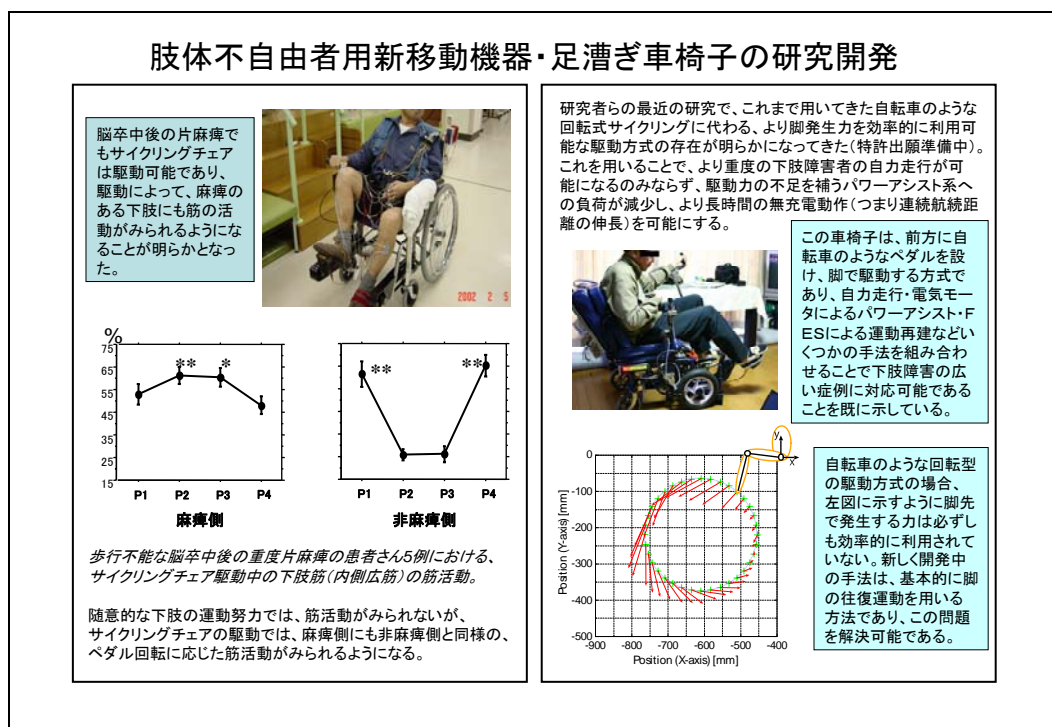 肢体不自由者用新移動機器・足漕ぎ車椅子の研究開発
脳卒中後の片麻痺で
もサイクリングチェア
は駆動可能であり、
駆動によって、麻痺の
ある下肢にも筋の活
動がみられるようにな
ることが明らかとなっ
た。
2002 2 5
%
75
65
55
45
35
25
15
** *
P1 P2 P3 P4
麻痺側
** **
P1 P2 P3 P4
非麻痺側
歩行不能な脳卒中後の重度片麻痺の患者さん5例における、
サイクリングチェア駆動中の下肢筋(内側広筋)の筋活動。
随意的な下肢の運動努力では、筋活動がみられないが、
サイクリングチェアの駆動では、麻痺側にも非麻痺側と同様の、
ペダル回転に応じた筋活動がみられるようになる。
研究者らの最近の研究で、これまで用いてきた自転車のような
回転式サイクリングに代わる、より脚発生力を効率的に利用可能
な駆動方式の存在が明らかになってきた(特許出願準備中)。
これを用いることで、より重度の下肢障害者の自力走行が可
能になるのみならず、駆動力の不足を補うパワーアシスト系へ
の負荷が減少し、より長時間の無充電動作(つまり連続航続距
離の伸長)を可能にする。
この車椅子は、前方に自
転車のようなペダルを設
け、脚で駆動する方式で
あり、自力走行・電気モー
タによるパワーアシスト・F
ESによる運動再建などい
くつかの手法を組み合わ
せることで下肢障害の広
い症例に対応可能である
ことを既に示している。
y
x
0
-100
-200
-300
-400
-500
-900 -800 -700 -600 -500 -400
Position (Y-axis) [mm]
Position (X-axis) [mm]
自転車のような回転型
の駆動方式の場合、
左図に示すように脚先
で発生する力は必ずし
も効率的に利用されて
いない。新しく開発中
の手法は、基本的に脚
の往復運動を用いる
方法であり、この問題
を解決可能である。